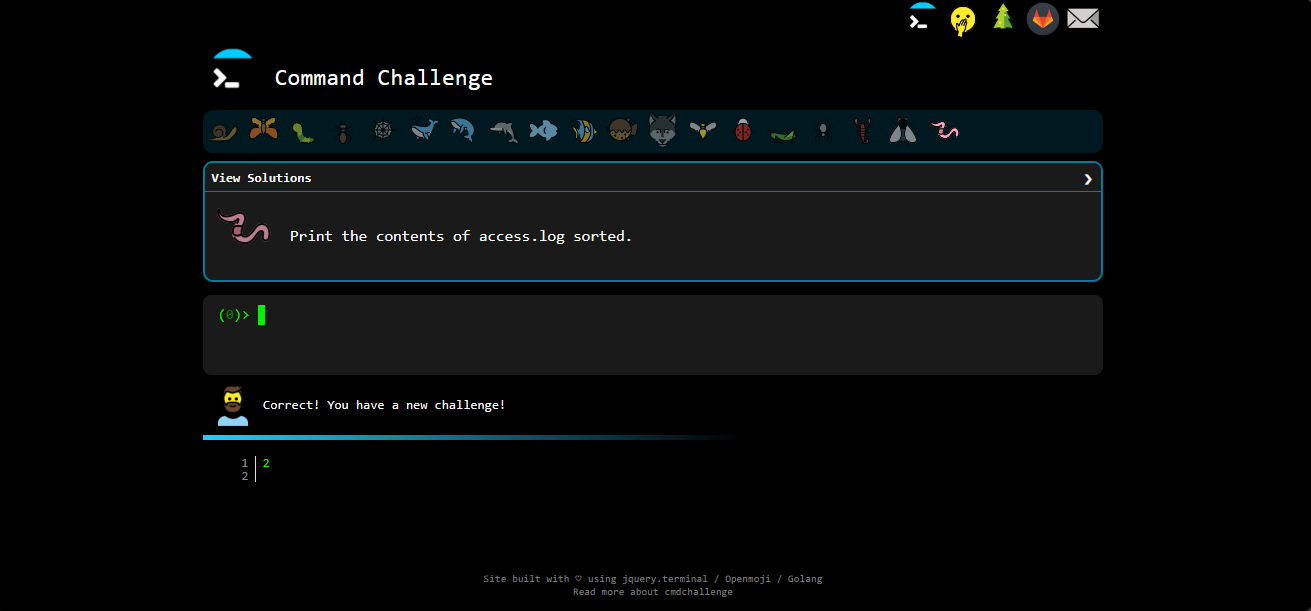 Command Challenge
View Solutions
Print the contents of access.log sorted.
(0)>
Correct! You have a new challenge!
1 2
2
Site built with ♡ using jquery.terminal / Openmoji / Golang
Read more about cmdchallenge